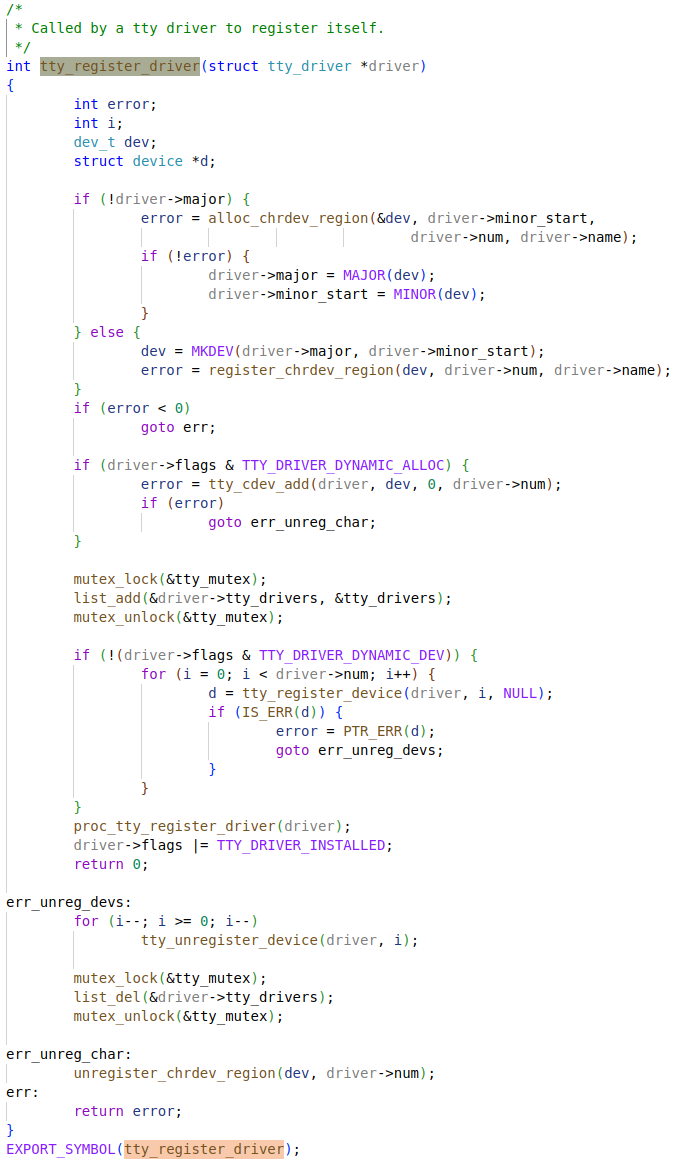 /*
 * Called by a tty driver to register itself.
 */
int tty_register_driver(struct tty_driver *driver)
{
        int error;
        int i;
        dev_t dev;
        struct device *d;

        if (!driver->major) {
                error = alloc_chrdev_region(&dev, driver->minor_start,
                                                driver->num, driver->name);
                if (!error) {
                        driver->major = MAJOR(dev);
                        driver->minor_start = MINOR(dev);
                }
        } else {
                dev = MKDEV(driver->major, driver->minor_start);
                error = register_chrdev_region(dev, driver->num, driver->name);
        }
        if (error < 0)
                goto err;

        if (driver->flags & TTY_DRIVER_DYNAMIC_ALLOC) {
                error = tty_cdev_add(driver, dev, 0, driver->num);
                if (error)
                        goto err_unreg_char;
        }

        mutex_lock(&tty_mutex);
        list_add(&driver->tty_drivers, &tty_drivers);
        mutex_unlock(&tty_mutex);

        if (!(driver->flags & TTY_DRIVER_DYNAMIC_DEV)) {
                for (i = 0; i < driver->num; i++) {
                        d = tty_register_device(driver, i, NULL);
                        if (IS_ERR(d)) {
                                error = PTR_ERR(d);
                                goto err_unreg_devs;
                        }
                }
        }
        proc_tty_register_driver(driver);
        driver->flags |= TTY_DRIVER_INSTALLED;
        return 0;

err_unreg_devs:
        for (i--; i >= 0; i--)
                tty_unregister_device(driver, i);

        mutex_lock(&tty_mutex);
        list_del(&driver->tty_drivers);
        mutex_unlock(&tty_mutex);

err_unreg_char:
        unregister_chrdev_region(dev, driver->num);
err:
        return error;
}
EXPORT_SYMBOL(tty_register_driver);